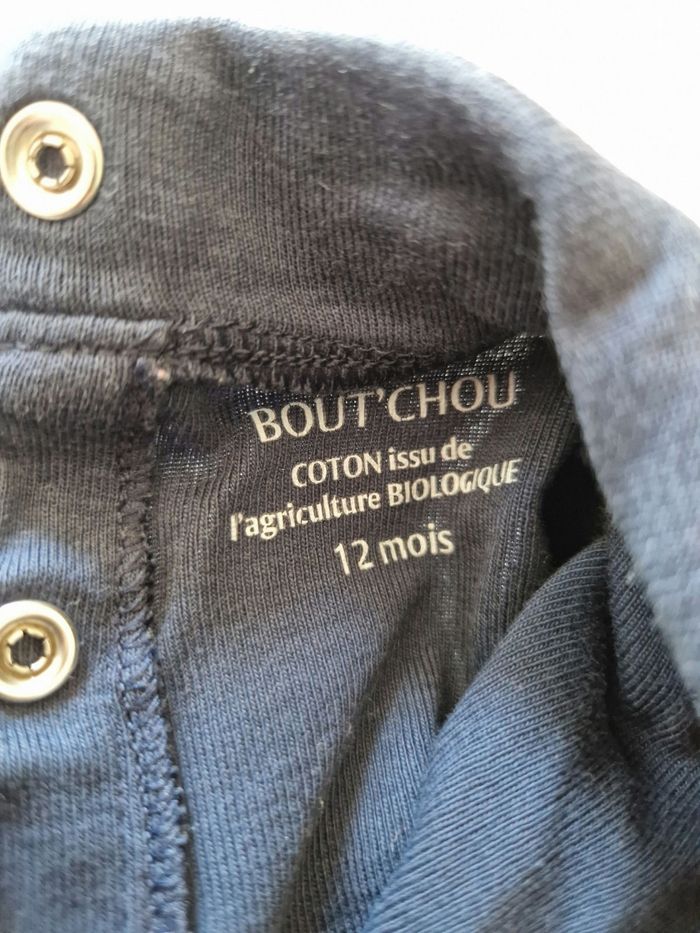 BOUT'CHOU
COTON issu de
l'agriculture BIOLOGIQUE
12 mois